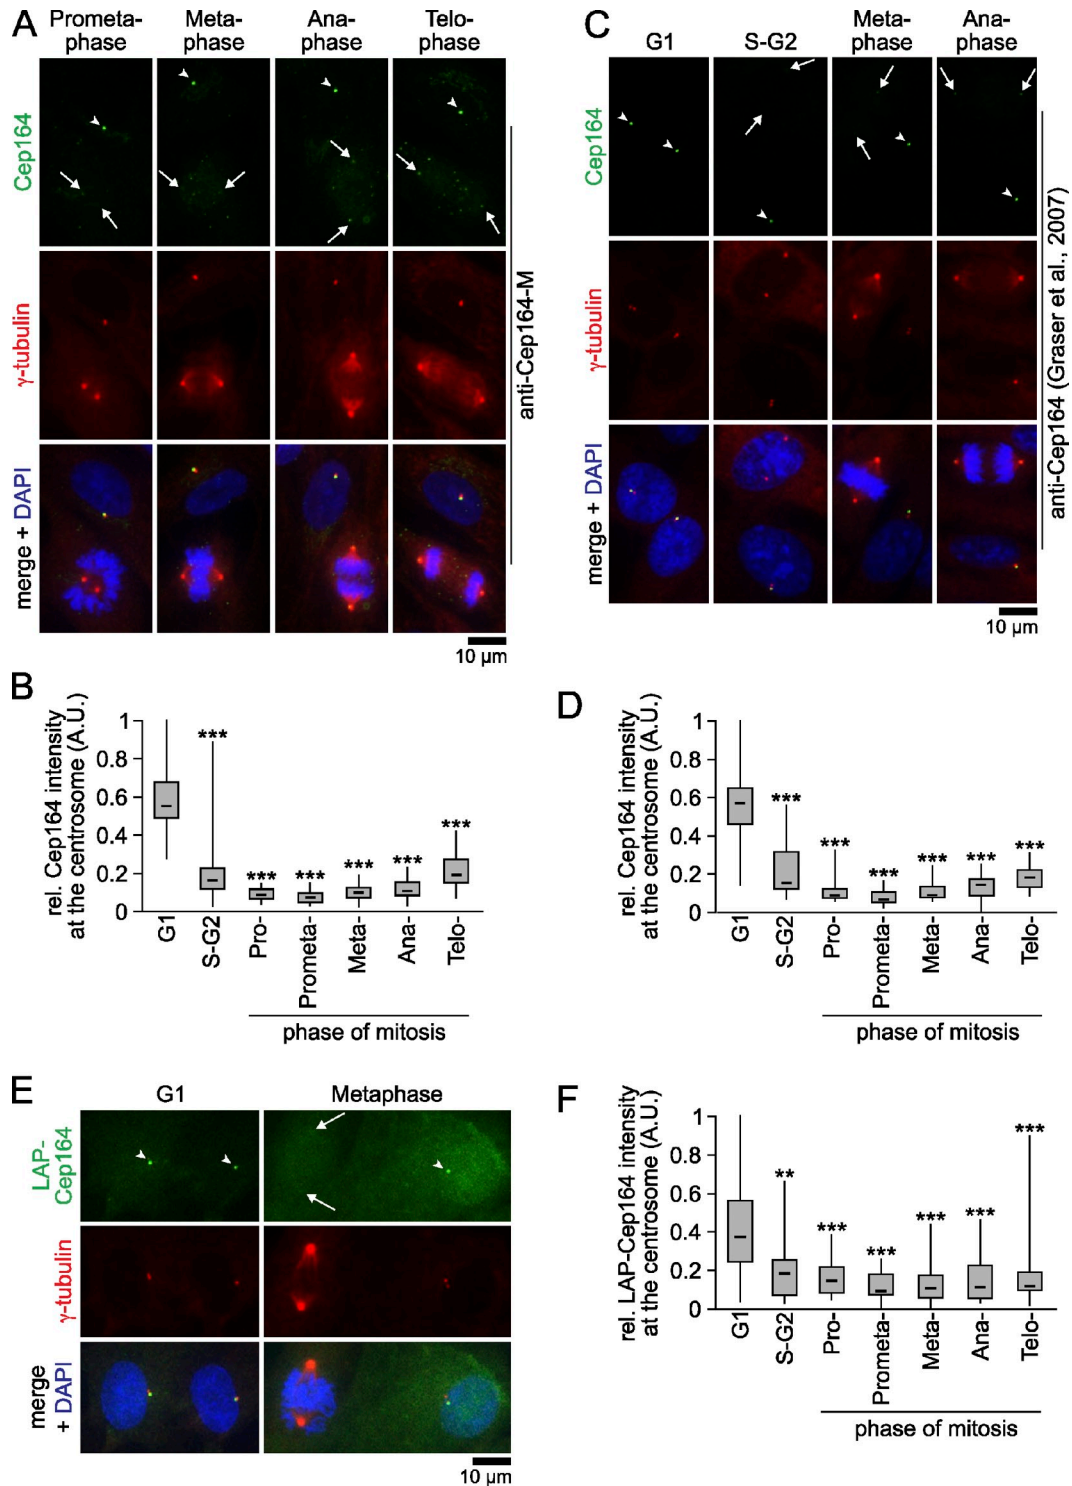 A
Prometa-
phase
Meta-
phase
Ana-
phase
Telo-
phase
Cep164
γ-tubulin
merge + DAPI
anti-Cep164-M
10 µm
C
G1
S-G2
Meta-
phase
Ana-
phase
Cep164
γ-tubulin
merge + DAPI
anti-Cep164 (Graser et al., 2007)
10 µm
B
rel. Cep164 intensity
at the centrosome (A.U.)
1
0.8
0.6
0.4
0.2
0
***
***
***
***
***
***
G1
S-G2
Pro-
Prometa-
Meta-
Ana-
Telo-
phase of mitosis
D
rel. Cep164 intensity
at the centrosome (A.U.)
1
0.8
0.6
0.4
0.2
0
***
***
***
***
***
***
G1
S-G2
Pro-
Prometa-
Meta-
Ana-
Telo-
phase of mitosis
E
G1
Metaphase
LAP-
Cep164
γ-tubulin
merge
+ DAPI
10 µm
F
rel. LAP-Cep164 intensity
at the centrosome (A.U.)
1
0.8
0.6
0.4
0.2
0
**
***
***
***
***
***
G1
S-G2
Pro-
Prometa-
Meta-
Ana-
Telo-
phase of mitosis